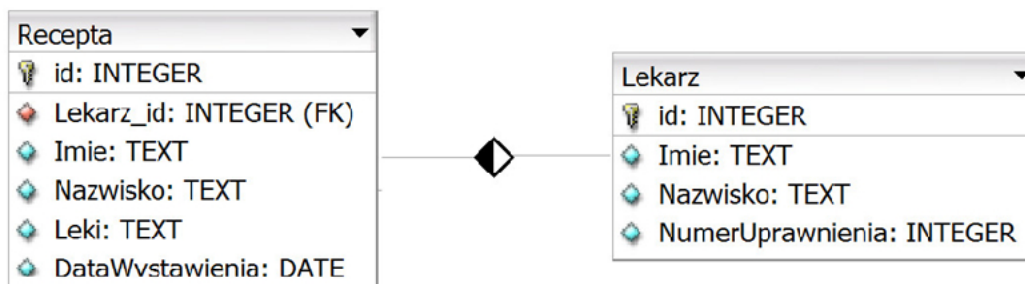 Recepta
id: INTEGER
Lekarz_id: INTEGER (FK)
Imie: TEXT
Nazwisko: TEXT
Leki: TEXT
DataWystawienia: DATE
Lekarz
id: INTEGER
Imie: TEXT
Nazwisko: TEXT
NumerUprawnienia: INTEGER